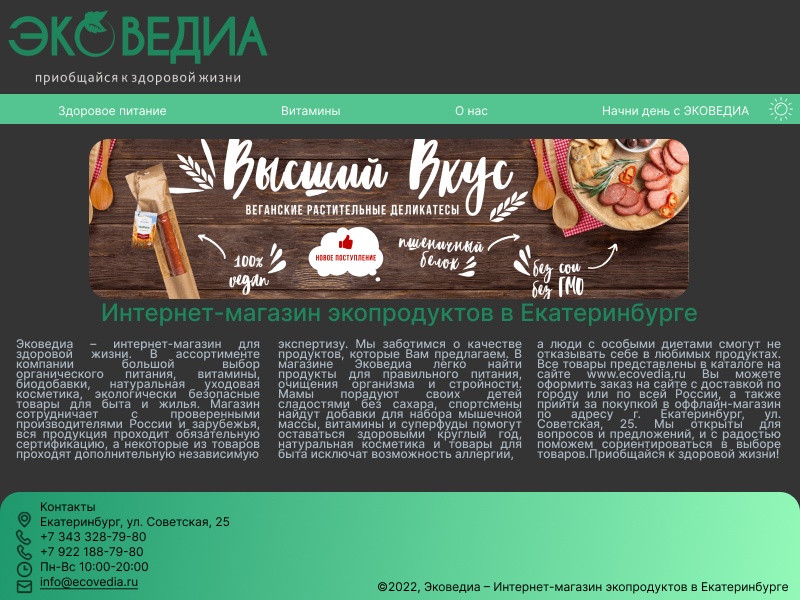 ЭКОВЕДИА
приобщайся к здоровой жизни
Здоровое питание Витамины О нас Начни день с ЭКОВЕДИА
Высший Вкус
ВЕГАНСКИЕ РАСТИТЕЛЬНЫЕ ДЕЛИКАТЕСЫ
100% vegan
НОВОЕ ПОСТУПЛЕНИЕ
пшеничный белок
без сои
без ГМО
Интернет-магазин экопродуктов в Екатеринбурге
Эковедиа – интернет-магазин для
здоровой жизни. В ассортименте
компании большой выбор
органического питания, витамины,
биодобавки, натуральная уходовая
косметика, экологически безопасные
товары для быта и жилья. Магазин
сотрудничает с проверенными
производителями России и зарубежья,
вся продукция проходит обязательную
сертификацию, а некоторые из товаров
проходят дополнительную независимую
экспертизу. Мы заботимся о качестве
продуктов, которые Вам предлагаем. В
магазине Эковедиа легко найти
продукты для правильного питания,
очищения организма и стройности.
Мамы порадуют своих детей
сладостями без сахара, спортсмены
найдут добавки для набора мышечной
массы, витамины и суперфуды помогут
оставаться здоровыми круглый год,
натуральная косметика и товары для
быта исключат возможность аллергии,
а люди с особыми диетами смогут не
отказывать себе в любимых продуктах.
Все товары представлены в каталоге на
сайте www.ecovedia.ru Вы можете
оформить заказ на сайте с доставкой по
городу или по всей России, а также
прийти за покупкой в оффлайн-магазин
по адресу г. Екатеринбург, ул.
Советская, 25. Мы открыты для
вопросов и предложений, и с радостью
поможем сориентироваться в выборе
товаров.Приобщайся к здоровой жизни!
Контакты
Екатеринбург, ул. Советская, 25
+7 343 328-79-80
+7 922 188-79-80
Пн-Вс 10:00-20:00
info@ecovedia.ru
©2022, Эковедиа – Интернет-магазин экопродуктов в Екатеринбурге